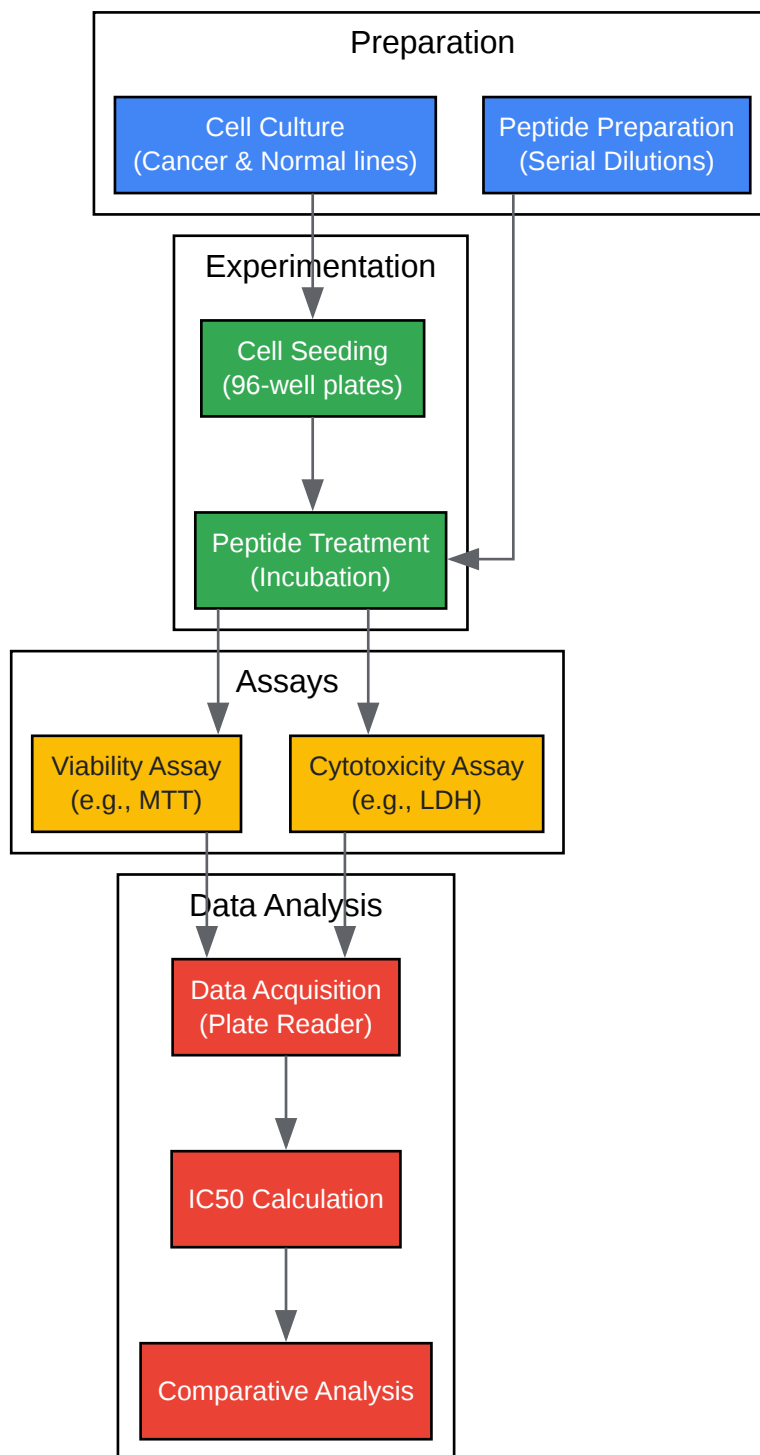 Preparation
Cell Culture
(Cancer & Normal lines)
Peptide Preparation
(Serial Dilutions)
Experimentation
Cell Seeding
(96-well plates)
Peptide Treatment
(Incubation)
Assays
Viability Assay
(e.g., MTT)
Cytotoxicity Assay
(e.g., LDH)
Data Analysis
Data Acquisition
(Plate Reader)
IC50 Calculation
Comparative Analysis